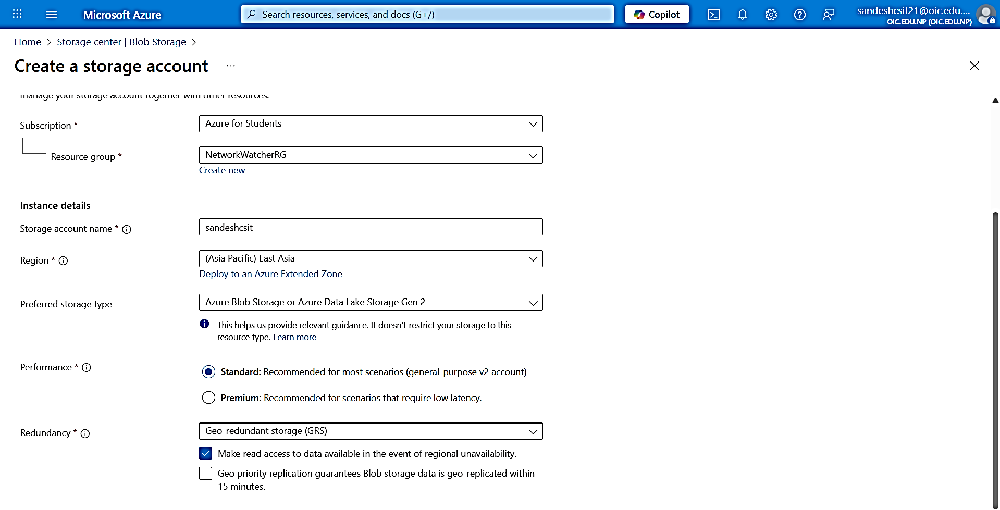 Microsoft Azure
Search resources, services, and docs (G+/)
Copilot
sandeshcsit21@oic.edu....
OIC.EDU.NP (OIC.EDU.NP)
Home > Storage center | Blob Storage >
Create a storage account ...
manage your storage account together with other resources.
Subscription *
Azure for Students
Resource group *
NetworkWatcherRG
Create new
Instance details
Storage account name *
sandeshcsit
Region *
(Asia Pacific) East Asia
Deploy to an Azure Extended Zone
Preferred storage type
Azure Blob Storage or Azure Data Lake Storage Gen 2
This helps us provide relevant guidance. It doesn't restrict your storage to this
resource type. Learn more
Performance *
Standard: Recommended for most scenarios (general-purpose v2 account)
Premium: Recommended for scenarios that require low latency.
Redundancy *
Geo-redundant storage (GRS)
Make read access to data available in the event of regional unavailability.
Geo priority replication guarantees Blob storage data is geo-replicated within
15 minutes.